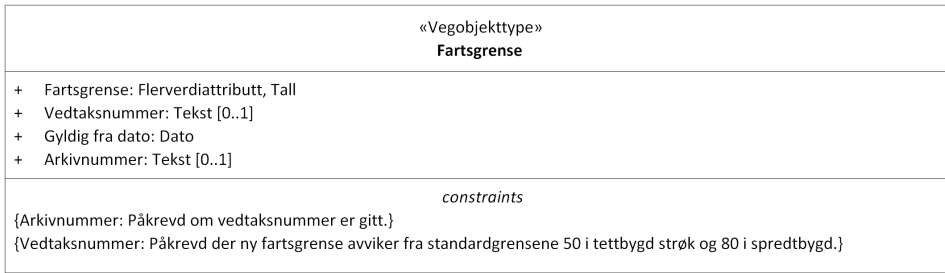 «Vegobjekttype»
Fartsgrense
+ Fartsgrense: Flerverdiattributt, Tall
+ Vedtaksnummer: Tekst [0..1]
+ Gyldig fra dato: Dato
+ Arkivnummer: Tekst [0..1]
constraints
{Arkivnummer: Påkrevd om vedtaksnummer er gitt.}
{Vedtaksnummer: Påkrevd der ny fartsgrense avviker fra standardgrensene 50 i tettbygd strøk og 80 i spredtbygd.}